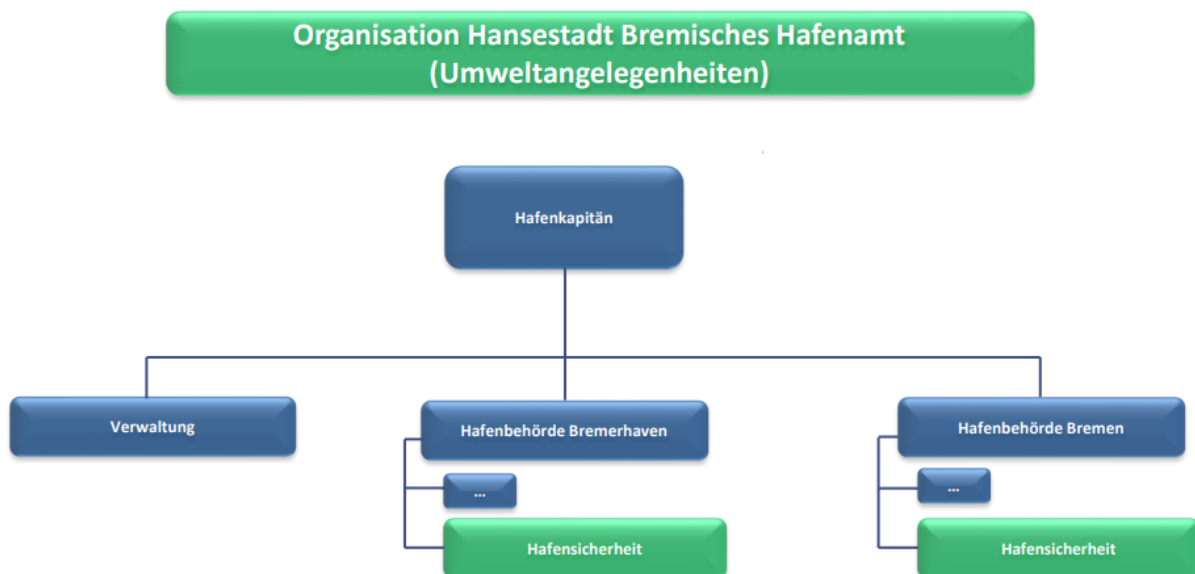 Organisation Hansestadt Bremisches Hafenamt
(Umweltangelegenheiten)
Hafenkapitän
Verwaltung
Hafenbehörde Bremerhaven
...
Hafensicherheit
Hafenbehörde Bremen
...
Hafensicherheit